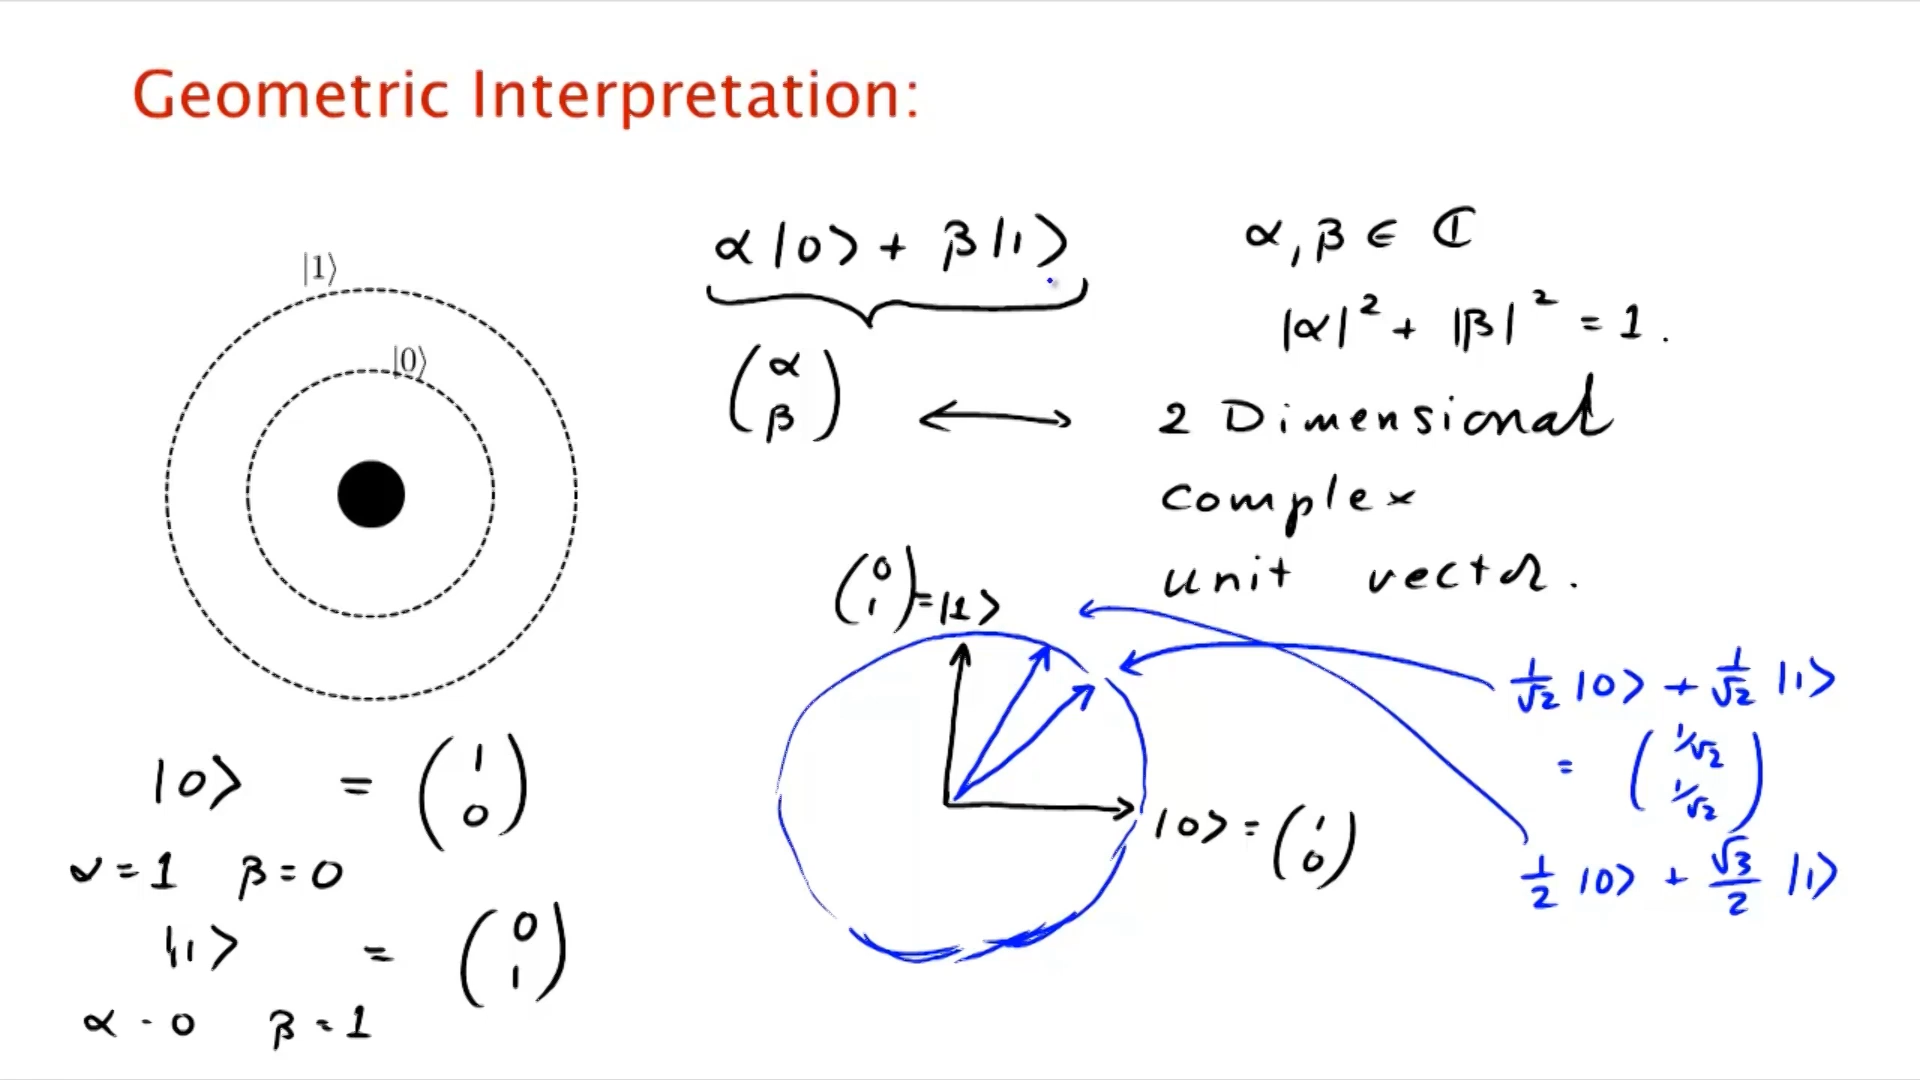 Geometric Interpretation:
|1⟩
|0⟩
α|0⟩ + β|1⟩
(α
β)
α, β ∈ ℂ
|α|² + |β|² = 1.
2 Dimensional
complex
unit vector.
(0
1) = |1⟩
|0⟩ = (1
0)
1/√2 |0⟩ + 1/√2 |1⟩
= (1/√2
1/√2)
1/2 |0⟩ + √3/2 |1⟩
|0⟩ = (1
0)
α = 1 β = 0
|1⟩ = (0
1)
α - 0 β = 1